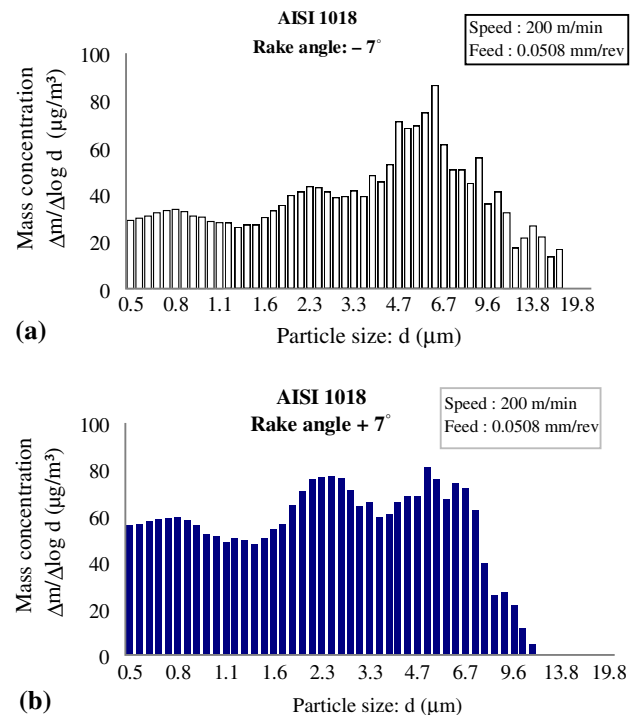 AISI 1018
Rake angle: – 7°
Speed : 200 m/min
Feed : 0.0508 mm/rev
Mass concentration
Δm/Δlog d (µg/m³)
100
80
60
40
20
0
0.5 0.8 1.1 1.6 2.3 3.3 4.7 6.7 9.6 13.8 19.8
(a)
Particle size: d (µm)
AISI 1018
Rake angle + 7°
Speed : 200 m/min
Feed : 0.0508 mm/rev
Mass concentration
Δm/Δlog d (µg/m³)
100
80
60
40
20
0
0.5 0.8 1.1 1.6 2.3 3.3 4.7 6.7 9.6 13.8 19.8
(b)
Particle size: d (µm)